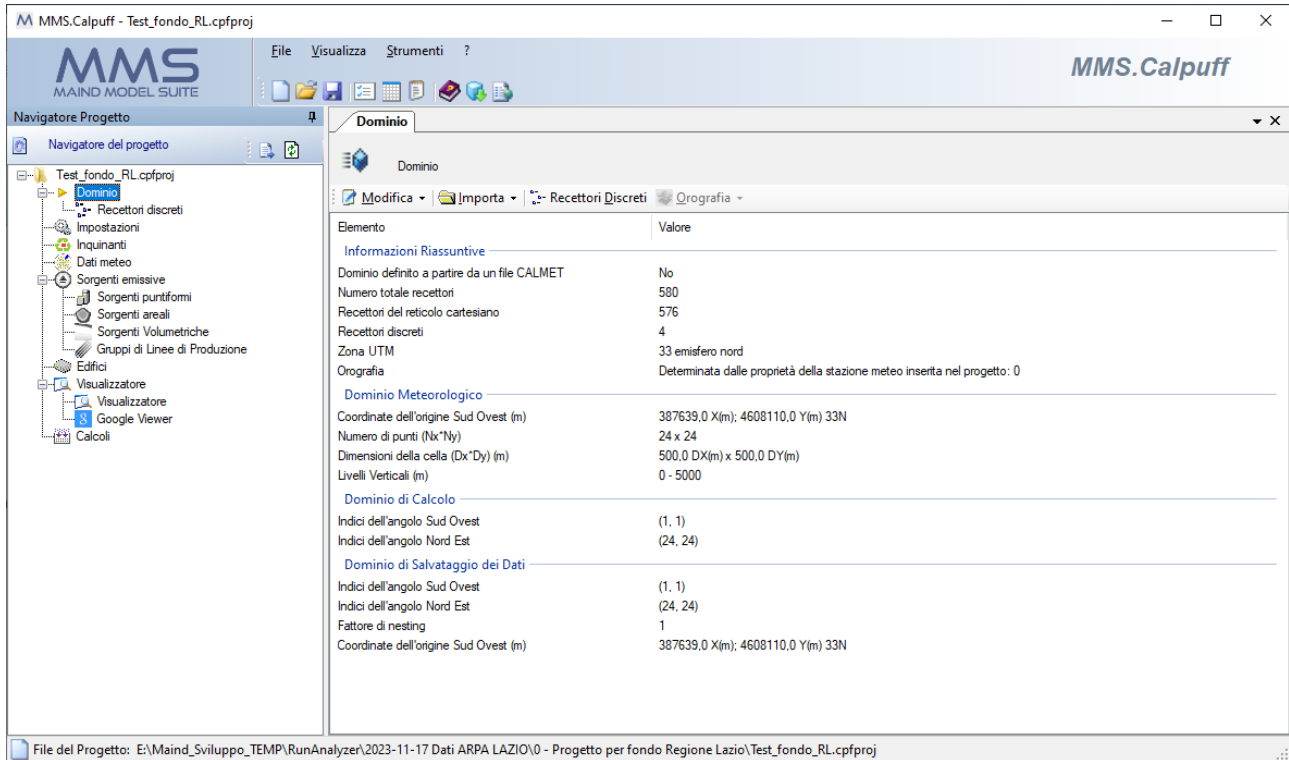 MMS.Calpuff - Test_fondo_RL.cpfproj
MMS
MAIND MODEL SUITE
File Visualizza Strumenti ?
MMS.Calpuff
Navigatore Progetto
Navigatore del progetto
Test_fondo_RL.cpfproj
Dominio
Recettori discreti
Impostazioni
Inquinanti
Dati meteo
Sorgenti emissive
Sorgenti puntiformi
Sorgenti areali
Sorgenti Volumetriche
Gruppi di Linee di Produzione
Edifici
Visualizzatore
Visualizzatore
Google Viewer
Calcoli
Dominio
Dominio
Modifica Importa Recettori Discreti Orografia
Elemento Valore
Informazioni Riassuntive
Dominio definito a partire da un file CALMET No
Numero totale recettori 580
Recettori del reticolo cartesiano 576
Recettori discreti 4
Zona UTM 33 emisfero nord
Orografia Determinata dalle proprietà della stazione meteo inserita nel progetto: 0
Dominio Meteorologico
Coordinate dell'origine Sud Ovest (m) 387639,0 X(m); 4608110,0 Y(m) 33N
Numero di punti (Nx*Ny) 24 x 24
Dimensioni della cella (Dx*Dy) (m) 500,0 DX(m) x 500,0 DY(m)
Livelli Verticali (m) 0 - 5000
Dominio di Calcolo
Indici dell'angolo Sud Ovest (1, 1)
Indici dell'angolo Nord Est (24, 24)
Dominio di Salvataggio dei Dati
Indici dell'angolo Sud Ovest (1, 1)
Indici dell'angolo Nord Est (24, 24)
Fattore di nesting 1
Coordinate dell'origine Sud Ovest (m) 387639,0 X(m); 4608110,0 Y(m) 33N
File del Progetto: E:\Maind_Sviluppo_TEMP\RunAnalyzer\2023-11-17 Dati ARPA LAZIO\0 - Progetto per fondo Regione Lazio\Test_fondo_RL.cpfproj